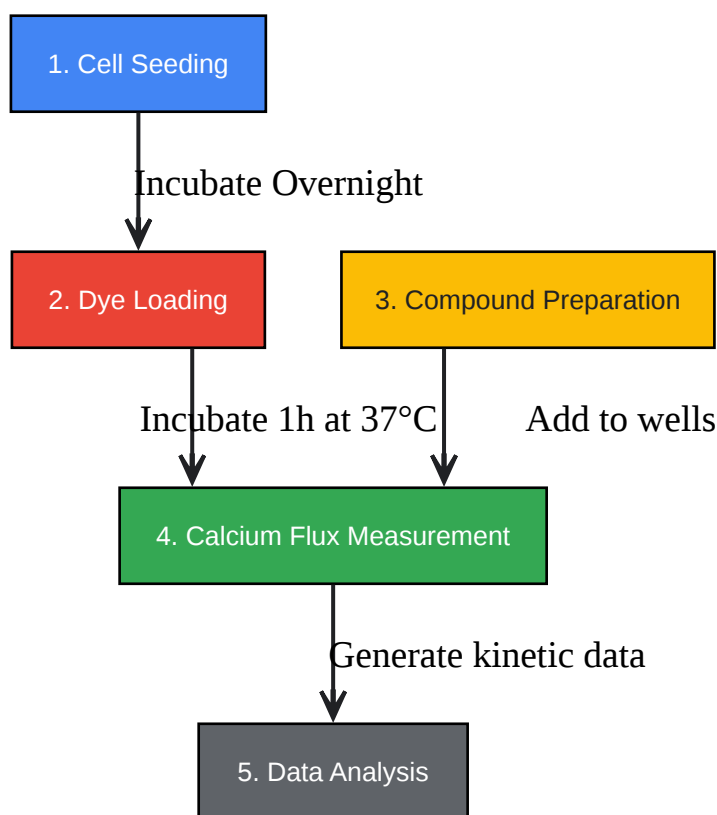 1. Cell Seeding
Incubate Overnight
2. Dye Loading
3. Compound Preparation
Incubate 1h at 37°C
Add to wells
4. Calcium Flux Measurement
Generate kinetic data
5. Data Analysis